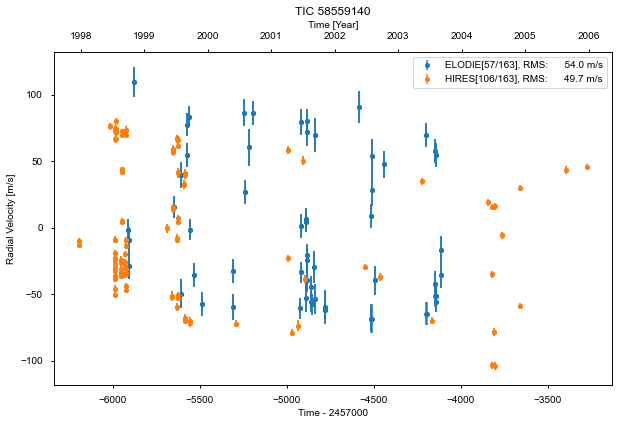 TIC 58559140
Time [Year]
1998 1999 2000 2001 2002 2003 2004 2005 2006
ELODIE[57/163], RMS: 54.0 m/s
HIRES[106/163], RMS: 49.7 m/s
Radial Velocity [m/s]
100
50
0
−50
−100
−6000 −5500 −5000 −4500 −4000 −3500
Time - 2457000